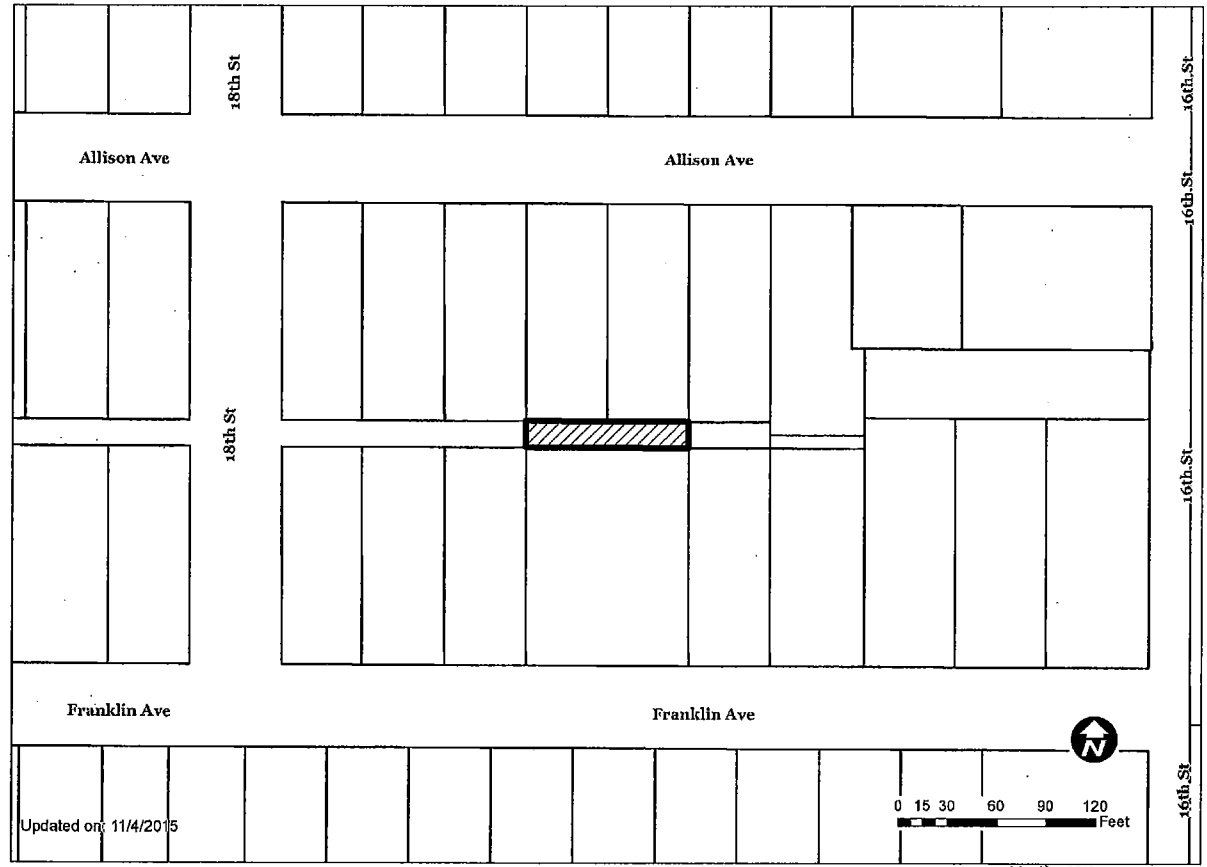 18th St
16th St
Allison Ave
Allison Ave
16th St
18th St
16th St
Franklin Ave
Franklin Ave
N
16th St
0 15 30 60 90 120
Feet
Updated on: 11/4/2015